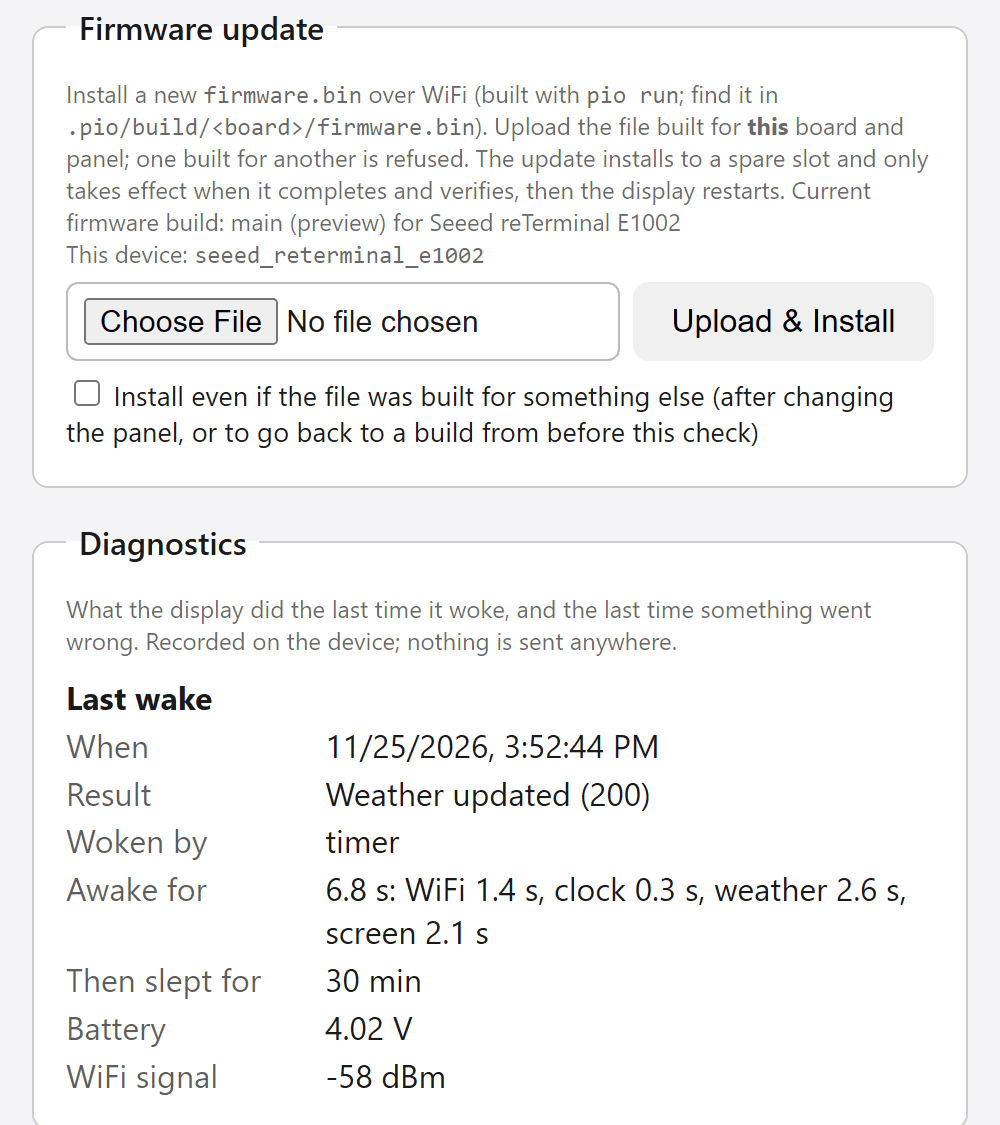 Firmware update
Install a new firmware.bin over WiFi (built with pio run; find it in
.pio/build/<board>/firmware.bin). Upload the file built for this board and
panel; one built for another is refused. The update installs to a spare slot and only
takes effect when it completes and verifies, then the display restarts. Current
firmware build: main (preview) for Seeed reTerminal E1002
This device: seeed_reterminal_e1002
Choose File No file chosen Upload & Install
Install even if the file was built for something else (after changing
the panel, or to go back to a build from before this check)
Diagnostics
What the display did the last time it woke, and the last time something went
wrong. Recorded on the device; nothing is sent anywhere.
Last wake
When 11/25/2026, 3:52:44 PM
Result Weather updated (200)
Woken by timer
Awake for 6.8 s: WiFi 1.4 s, clock 0.3 s, weather 2.6 s,
screen 2.1 s
Then slept for 30 min
Battery 4.02 V
WiFi signal -58 dBm